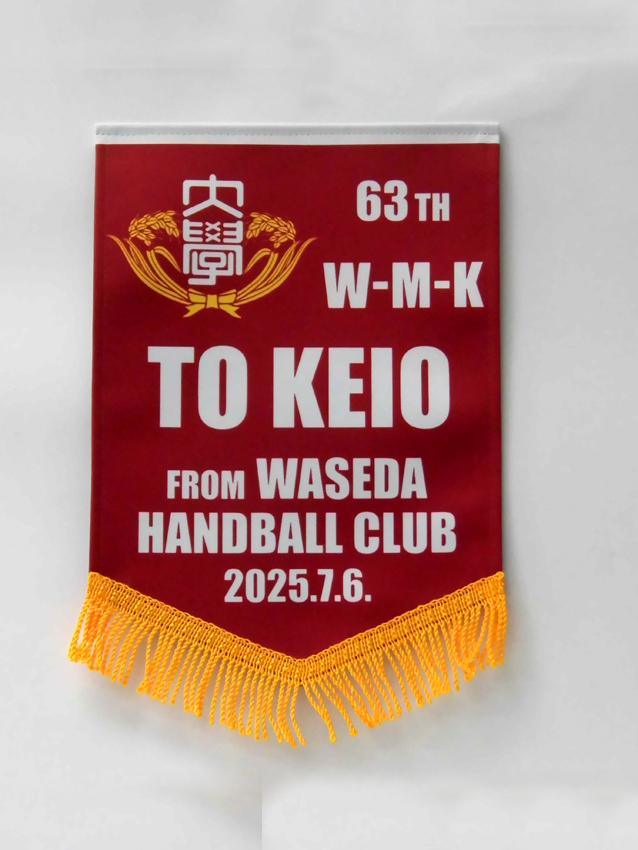 大學
63 TH
W-M-K
TO KEIO
FROM WASEDA
HANDBALL CLUB
2025.7.6.